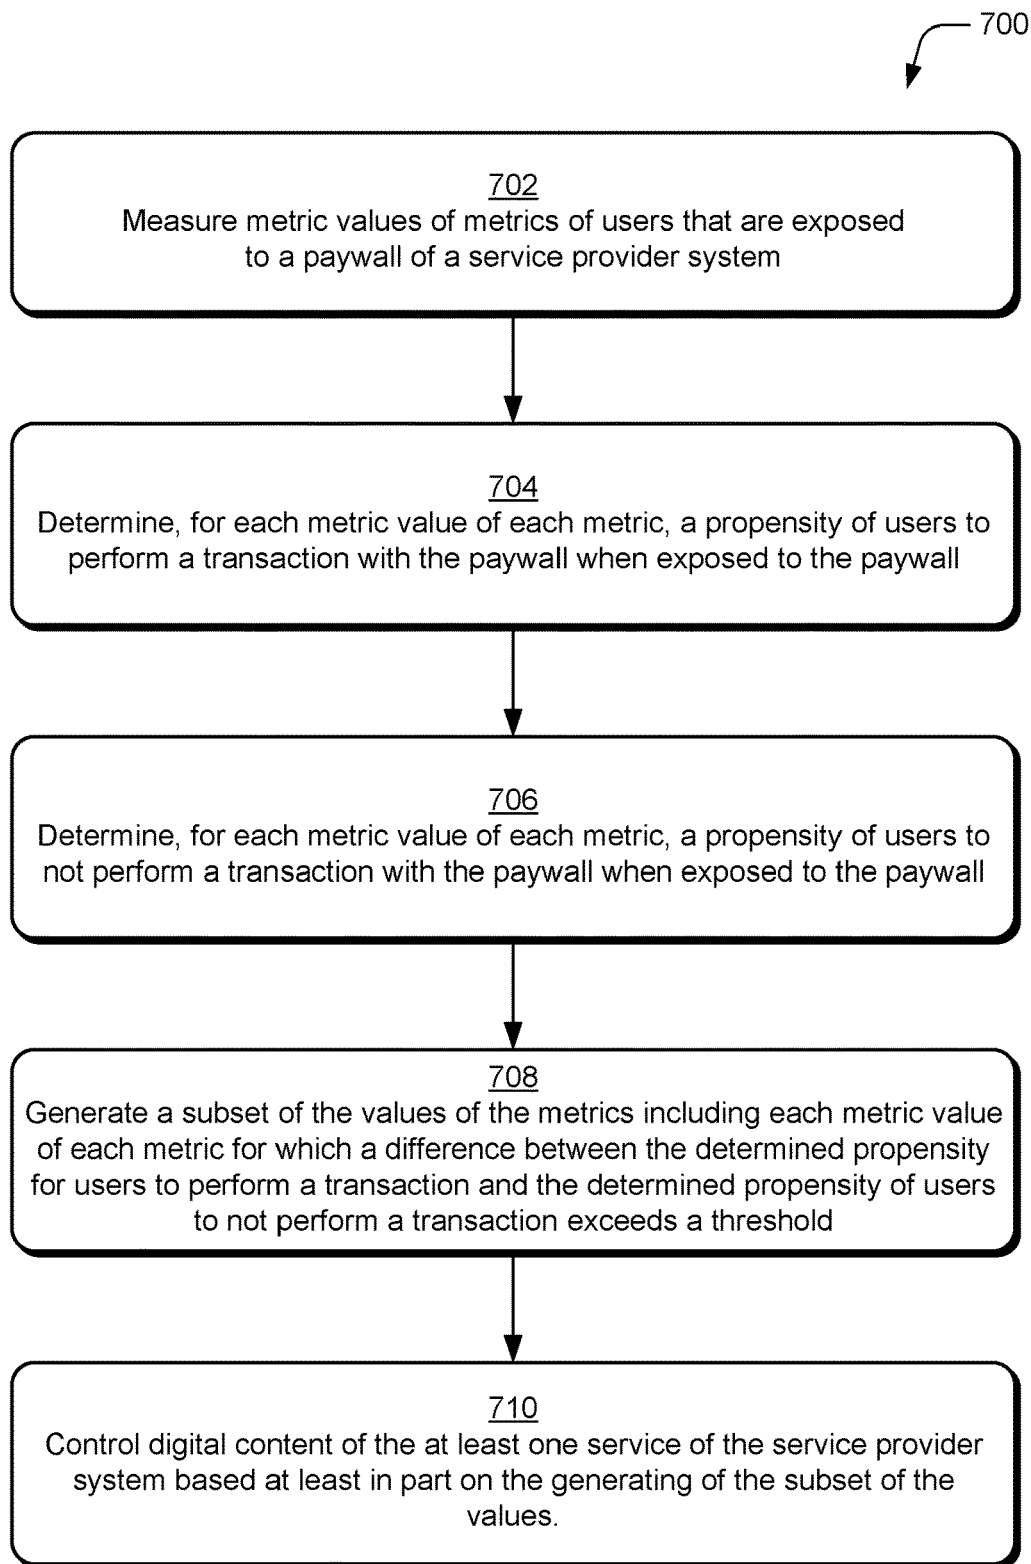 700
702
Measure metric values of metrics of users that are exposed
to a paywall of a service provider system
704
Determine, for each metric value of each metric, a propensity of users to
perform a transaction with the paywall when exposed to the paywall
706
Determine, for each metric value of each metric, a propensity of users to
not perform a transaction with the paywall when exposed to the paywall
708
Generate a subset of the values of the metrics including each metric value
of each metric for which a difference between the determined propensity
for users to perform a transaction and the determined propensity of users
to not perform a transaction exceeds a threshold
710
Control digital content of the at least one service of the service provider
system based at least in part on the generating of the subset of the
values.